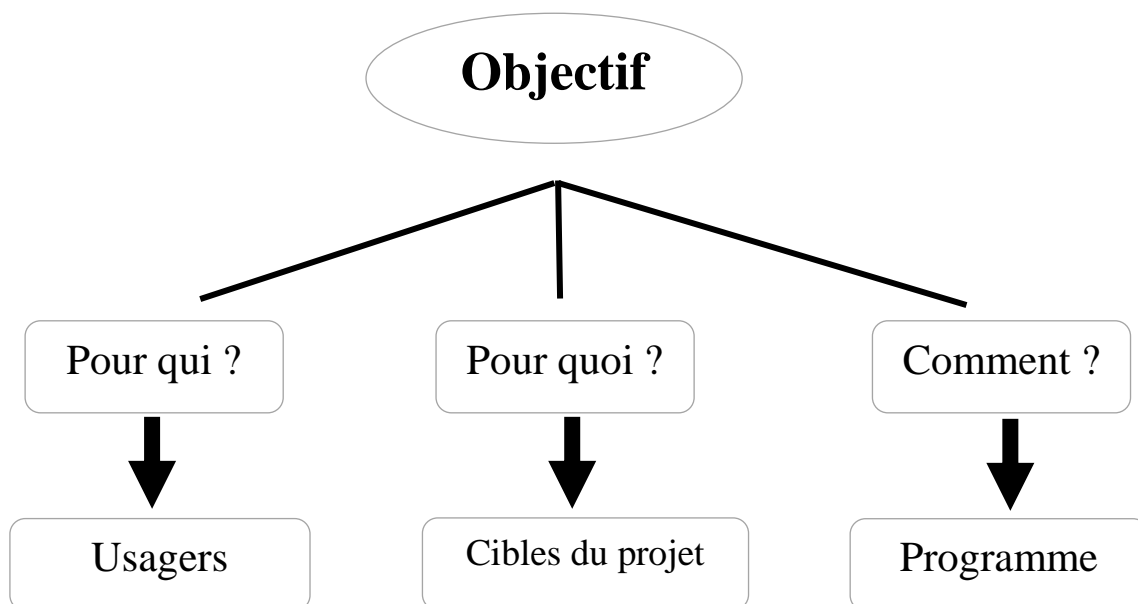 Objectif
Pour qui ?
Pour quoi ?
Comment ?
Usagers
Cibles du projet
Programme